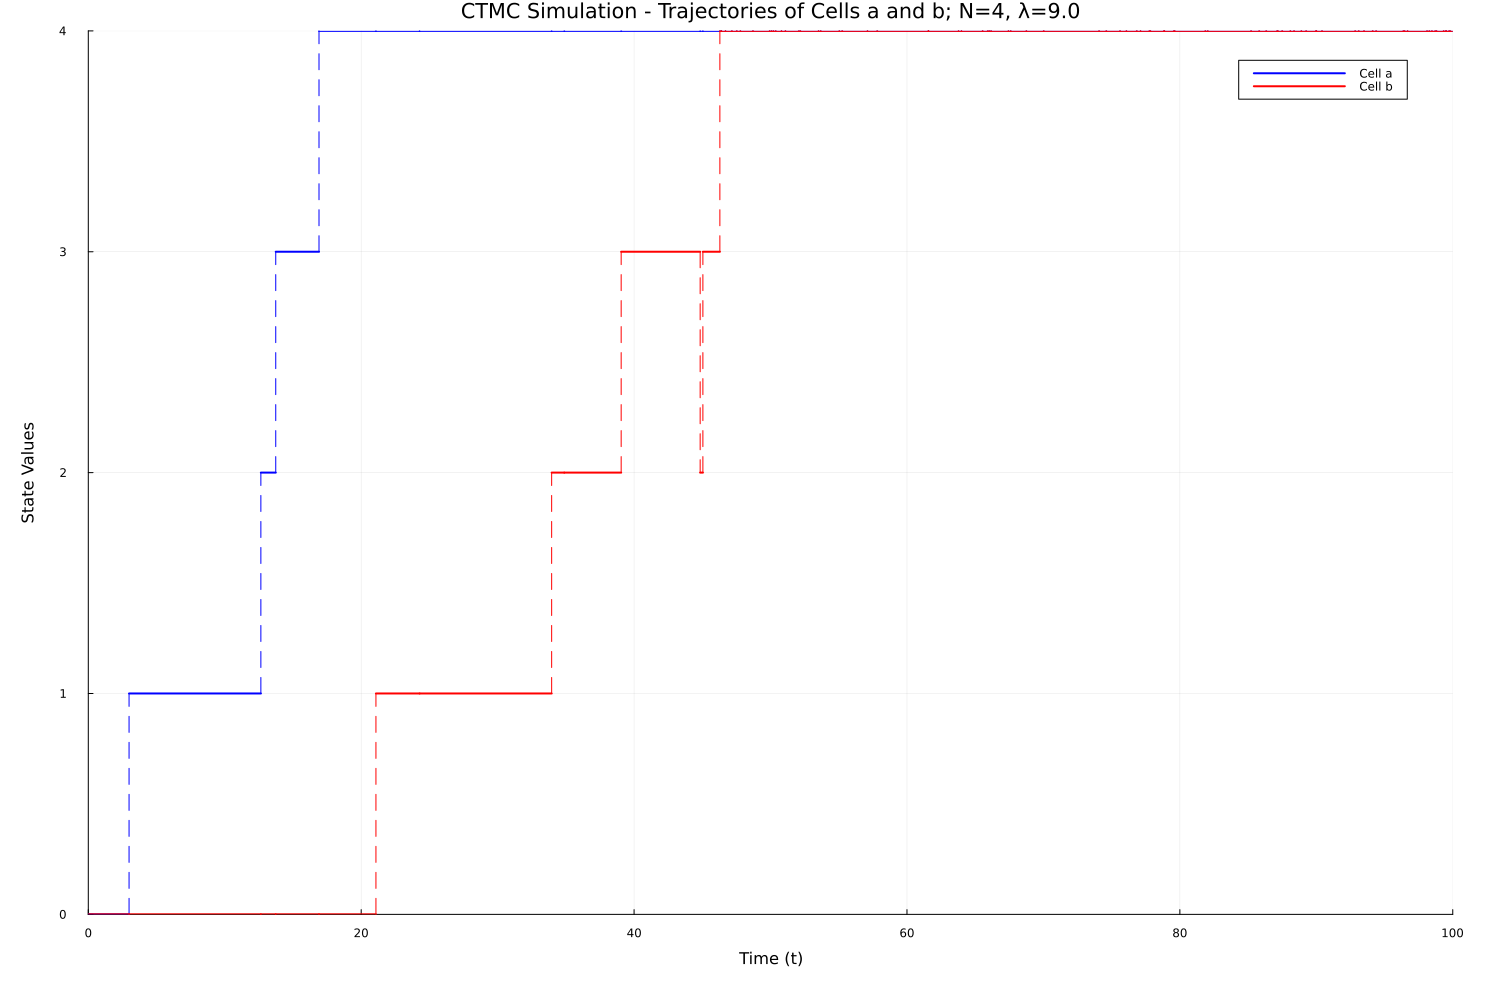 CTMC Simulation - Trajectories of Cells a and b; N=4, λ=9.0
Cell a
Cell b
State Values
4
3
2
1
0
0 20 40 60 80 100
Time (t)